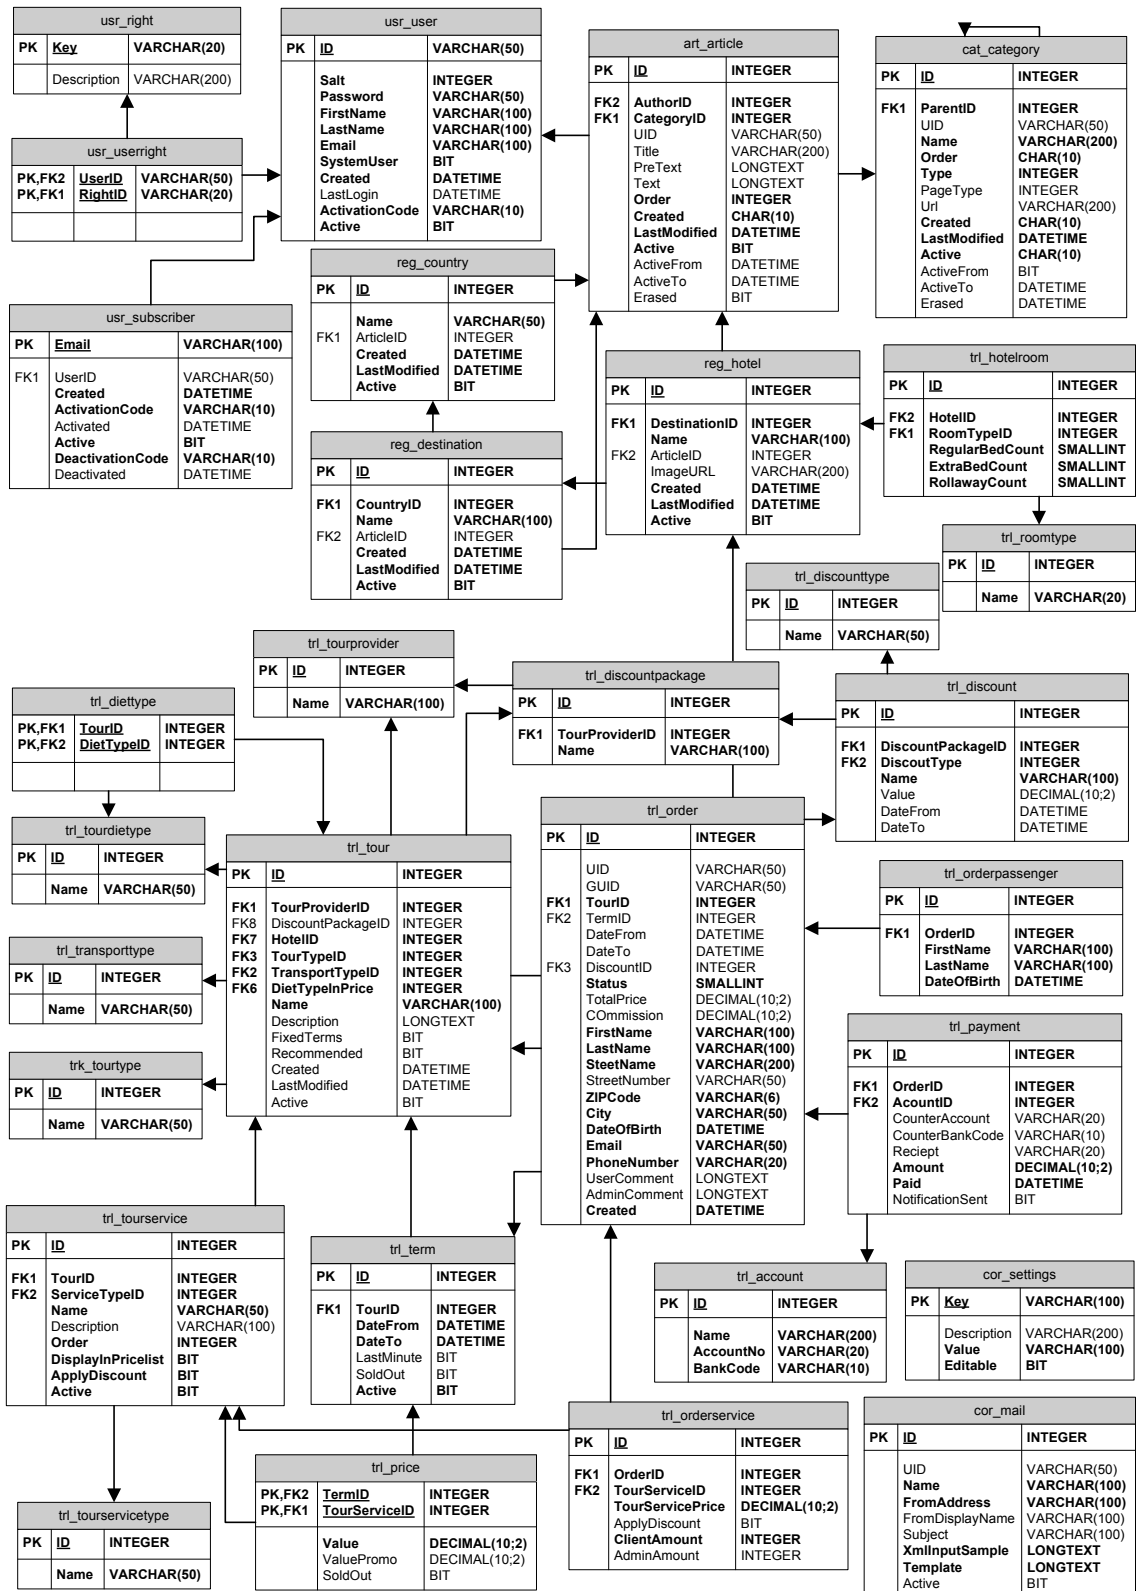 usr_right
PK Key VARCHAR(20)
Description VARCHAR(200)
usr_user
PK ID VARCHAR(50)
Salt INTEGER
Password VARCHAR(50)
FirstName VARCHAR(100)
LastName VARCHAR(100)
Email VARCHAR(100)
SystemUser BIT
Created DATETIME
LastLogin DATETIME
ActivationCode VARCHAR(10)
Active BIT
art_article
PK ID INTEGER
FK2 AuthorID INTEGER
FK1 CategoryID INTEGER
UID VARCHAR(50)
Title VARCHAR(200)
PreText LONGTEXT
Text LONGTEXT
Order INTEGER
Created CHAR(10)
LastModified DATETIME
Active BIT
ActiveFrom DATETIME
ActiveTo DATETIME
Erased BIT
cat_category
PK ID INTEGER
FK1 ParentID INTEGER
UID VARCHAR(50)
Name VARCHAR(200)
Order CHAR(10)
Type INTEGER
PageType INTEGER
Url VARCHAR(200)
Created CHAR(10)
LastModified DATETIME
Active CHAR(10)
ActiveFrom BIT
ActiveTo DATETIME
Erased DATETIME
usr_userright
PK,FK2 UserID VARCHAR(50)
PK,FK1 RightID VARCHAR(20)
usr_subscriber
PK Email VARCHAR(100)
FK1 UserID VARCHAR(50)
Created DATETIME
ActivationCode VARCHAR(10)
Activated DATETIME
Active BIT
DeactivationCode VARCHAR(10)
Deactivated DATETIME
reg_country
PK ID INTEGER
Name VARCHAR(50)
FK1 ArticleID INTEGER
Created DATETIME
LastModified DATETIME
Active BIT
reg_destination
PK ID INTEGER
FK1 CountryID INTEGER
Name VARCHAR(100)
FK2 ArticleID INTEGER
Created DATETIME
LastModified DATETIME
Active BIT
reg_hotel
PK ID INTEGER
FK1 DestinationID INTEGER
Name VARCHAR(100)
FK2 ArticleID INTEGER
ImageURL VARCHAR(200)
Created DATETIME
LastModified DATETIME
Active BIT
trl_hotelroom
PK ID INTEGER
FK2 HotelID INTEGER
FK1 RoomTypeID INTEGER
RegularBedCount SMALLINT
ExtraBedCount SMALLINT
RollawayCount SMALLINT
trl_roomtype
PK ID INTEGER
Name VARCHAR(20)
trl_discounttype
PK ID INTEGER
Name VARCHAR(50)
trl_tourprovider
PK ID INTEGER
Name VARCHAR(100)
trl_discountpackage
PK ID INTEGER
FK1 TourProviderID INTEGER
Name VARCHAR(100)
trl_discount
PK ID INTEGER
FK1 DiscountPackageID INTEGER
FK2 DiscoutType INTEGER
Name VARCHAR(100)
Value DECIMAL(10;2)
DateFrom DATETIME
DateTo DATETIME
trl_diettype
PK,FK1 TourID INTEGER
PK,FK2 DietTypeID INTEGER
trl_tourdietype
PK ID INTEGER
Name VARCHAR(50)
trl_tour
PK ID INTEGER
FK1 TourProviderID INTEGER
FK8 DiscountPackageID INTEGER
FK7 HotelID INTEGER
FK3 TourTypeID INTEGER
FK2 TransportTypeID INTEGER
FK6 DietTypeInPrice INTEGER
Name VARCHAR(100)
Description LONGTEXT
FixedTerms BIT
Recommended BIT
Created DATETIME
LastModified DATETIME
Active BIT
trl_order
PK ID INTEGER
UID VARCHAR(50)
GUID VARCHAR(50)
FK1 TourID INTEGER
FK2 TermID INTEGER
DateFrom DATETIME
DateTo DATETIME
FK3 DiscountID INTEGER
Status SMALLINT
TotalPrice DECIMAL(10;2)
COmmission DECIMAL(10;2)
FirstName VARCHAR(100)
LastName VARCHAR(100)
SteetName VARCHAR(200)
StreetNumber VARCHAR(50)
ZIPCode VARCHAR(6)
City VARCHAR(50)
DateOfBirth DATETIME
Email VARCHAR(50)
PhoneNumber VARCHAR(20)
UserComment LONGTEXT
AdminComment LONGTEXT
Created DATETIME
trl_orderpassenger
PK ID INTEGER
FK1 OrderID INTEGER
FirstName VARCHAR(100)
LastName VARCHAR(100)
DateOfBirth DATETIME
trl_transporttype
PK ID INTEGER
Name VARCHAR(50)
trk_tourtype
PK ID INTEGER
Name VARCHAR(50)
trl_payment
PK ID INTEGER
FK1 OrderID INTEGER
FK2 AcountID INTEGER
CounterAccount VARCHAR(20)
CounterBankCode VARCHAR(10)
Reciept VARCHAR(20)
Amount DECIMAL(10;2)
Paid DATETIME
NotificationSent BIT
trl_tourservice
PK ID INTEGER
FK1 TourID INTEGER
FK2 ServiceTypeID INTEGER
Name VARCHAR(50)
Description VARCHAR(100)
Order INTEGER
DisplayInPricelist BIT
ApplyDiscount BIT
Active BIT
trl_term
PK ID INTEGER
FK1 TourID INTEGER
DateFrom DATETIME
DateTo DATETIME
LastMinute BIT
SoldOut BIT
Active BIT
trl_account
PK ID INTEGER
Name VARCHAR(200)
AccountNo VARCHAR(20)
BankCode VARCHAR(10)
cor_settings
PK Key VARCHAR(100)
Description VARCHAR(200)
Value VARCHAR(100)
Editable BIT
trl_tourservicetype
PK ID INTEGER
Name VARCHAR(50)
trl_price
PK,FK2 TermID INTEGER
PK,FK1 TourServiceID INTEGER
Value DECIMAL(10;2)
ValuePromo DECIMAL(10;2)
SoldOut BIT
trl_orderservice
PK ID INTEGER
FK1 OrderID INTEGER
FK2 TourServiceID INTEGER
TourServicePrice DECIMAL(10;2)
ApplyDiscount BIT
ClientAmount INTEGER
AdminAmount INTEGER
cor_mail
PK ID INTEGER
UID VARCHAR(50)
Name VARCHAR(100)
FromAddress VARCHAR(100)
FromDisplayName VARCHAR(100)
Subject VARCHAR(100)
XmlInputSample LONGTEXT
Template LONGTEXT
Active BIT